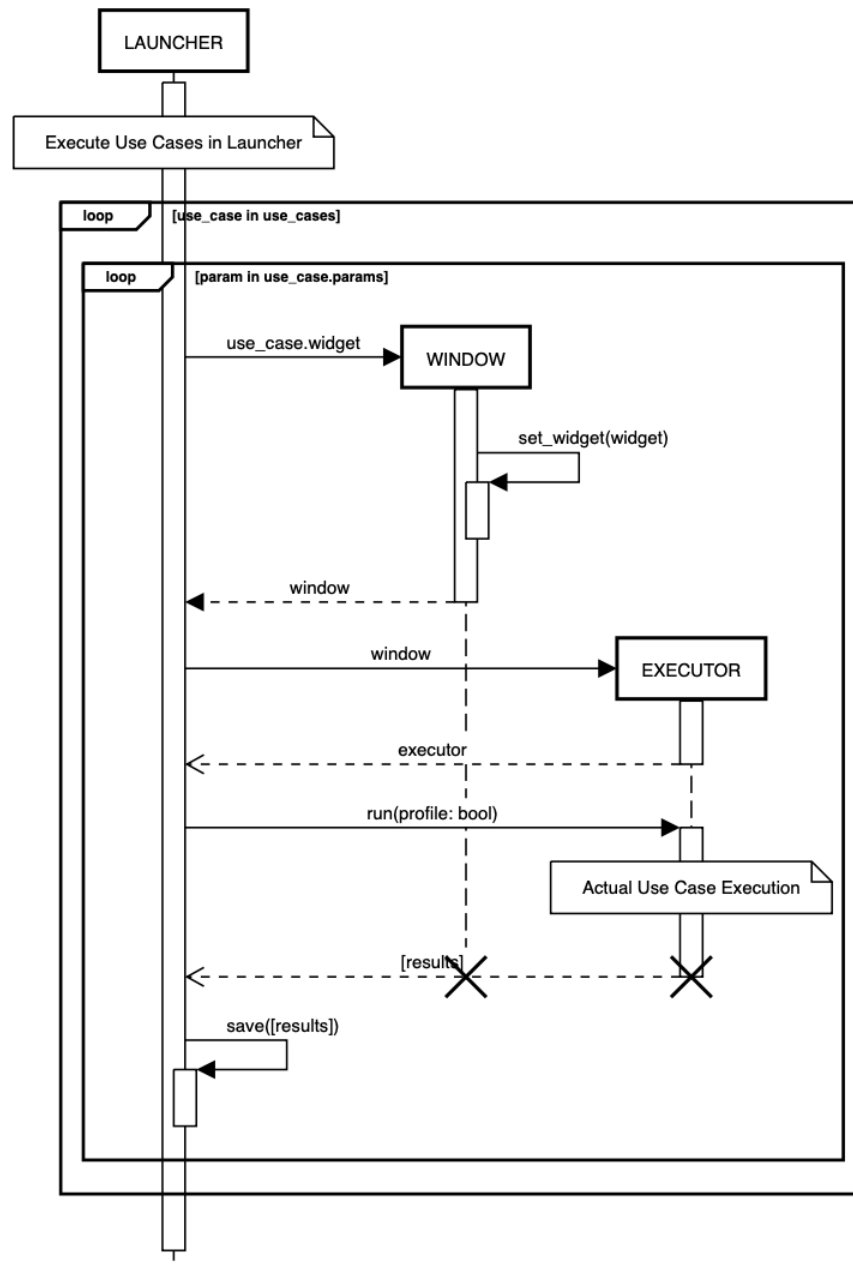 LAUNCHER
Execute Use Cases in Launcher
loop [use_case in use_cases]
loop [param in use_case.params]
use_case.widget
WINDOW
set_widget(widget)
window
window
EXECUTOR
executor
run(profile: bool)
Actual Use Case Execution
[results]
save([results])